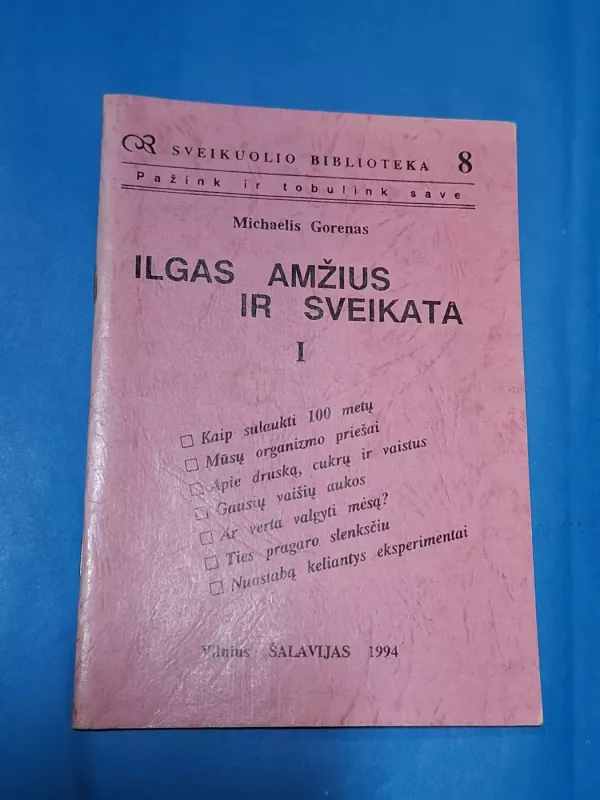 SVEIKUOLIO BIBLIOTEKA 8
Pažink ir tobulink save
Michaelis Gorenas
ILGAS AMŽIUS
IR SVEIKATA
I
Kaip sulaukti 100 metų
Mūsų organizmo priešai
Apie druską, cukrų ir vaistus
Gausių vaišių aukos
Ar verta valgyti mėsą?
Ties pragaro slenksčiu
Nuostabą keliantys eksperimentai
Vilnius ŠALAVIJAS 1994